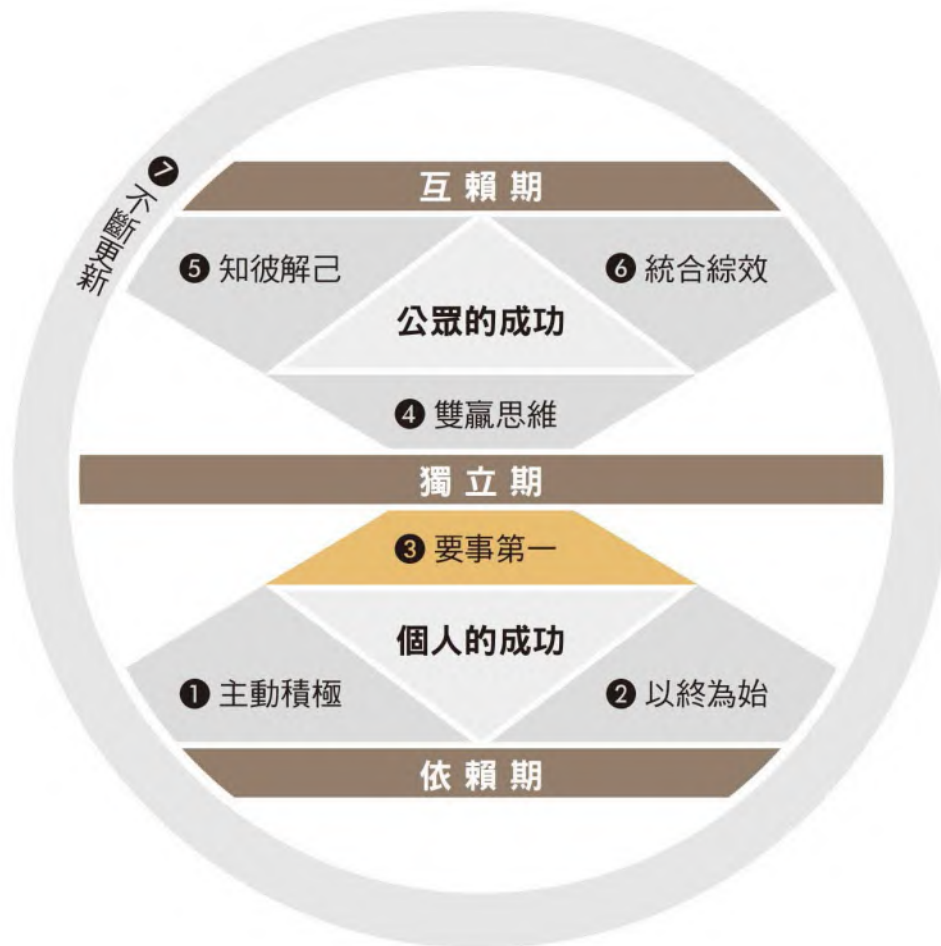 互賴期
❼ 不斷更新
❺ 知彼解己
❻ 統合綜效
公眾的成功
❹ 雙贏思維
獨立期
❸ 要事第一
個人的成功
❶ 主動積極
❷ 以終為始
依賴期